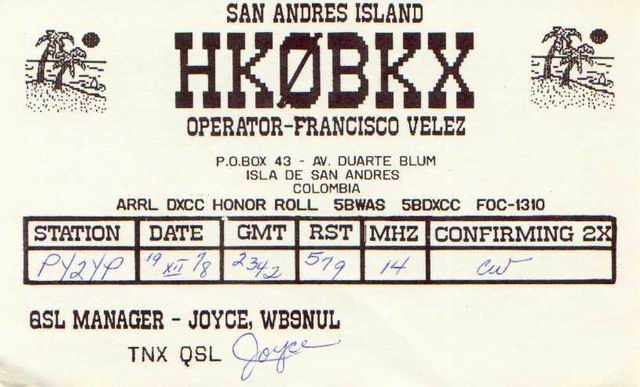 SAN ANDRES ISLAND
HKØBKX
OPERATOR-FRANCISCO VELEZ
P.O.BOX 43 - AV. DUARTE BLUM
ISLA DE SAN ANDRES
COLOMBIA
ARRL DXCC HONOR ROLL 5BWAS 5BDXCC FOC-1310
STATION DATE GMT RST MHZ CONFIRMING 2X
PY2YP 19 XII 78 2342 579 14 CW
QSL MANAGER - JOYCE, WB9NUL
TNX QSL Joyce